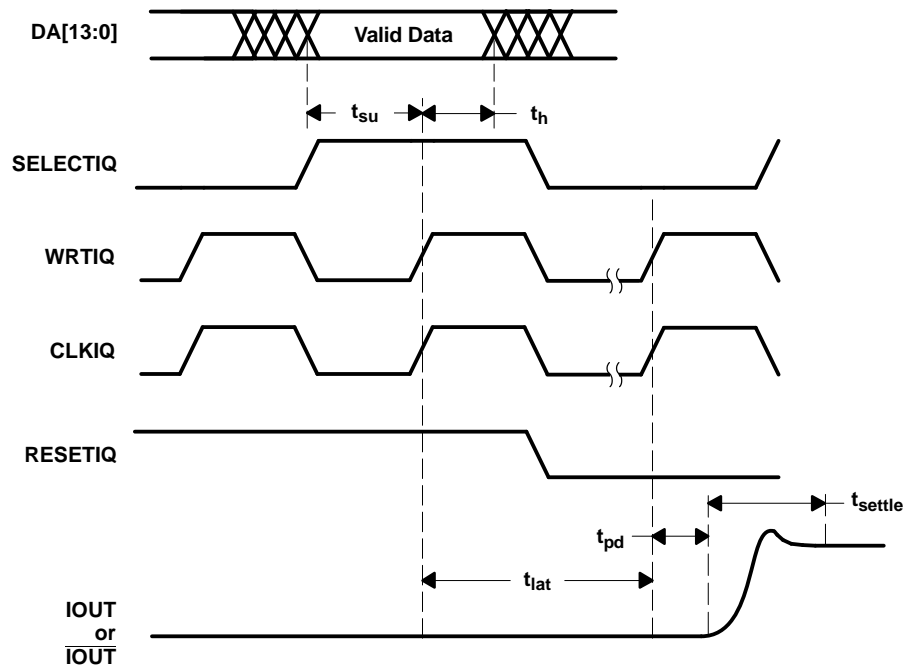 DA[13:0]
Valid Data
tsu
th
SELECTIQ
WRTIQ
CLKIQ
RESETIQ
tsettle
tpd
tlat
IOUT
or
IOUT